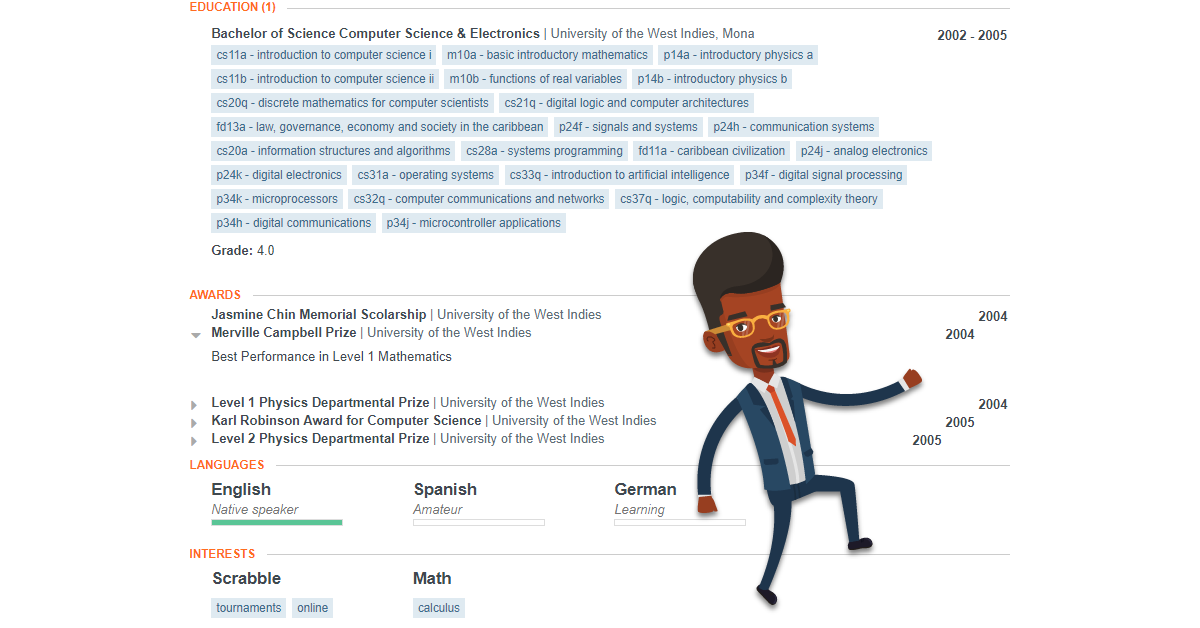 EDUCATION (1)
Bachelor of Science Computer Science & Electronics | University of the West Indies, Mona 2002 - 2005
cs11a - introduction to computer science i m10a - basic introductory mathematics p14a - introductory physics a
cs11b - introduction to computer science ii m10b - functions of real variables p14b - introductory physics b
cs20q - discrete mathematics for computer scientists cs21q - digital logic and computer architectures
fd13a - law, governance, economy and society in the caribbean p24f - signals and systems p24h - communication systems
cs20a - information structures and algorithms cs28a - systems programming fd11a - caribbean civilization p24j - analog electronics
p24k - digital electronics cs31a - operating systems cs33q - introduction to artificial intelligence p34f - digital signal processing
p34k - microprocessors cs32q - computer communications and networks cs37q - logic, computability and complexity theory
p34h - digital communications p34j - microcontroller applications
Grade: 4.0
AWARDS
Jasmine Chin Memorial Scolarship | University of the West Indies 2004
Merville Campbell Prize | University of the West Indies 2004
Best Performance in Level 1 Mathematics
Level 1 Physics Departmental Prize | University of the West Indies 2004
Karl Robinson Award for Computer Science | University of the West Indies 2005
Level 2 Physics Departmental Prize | University of the West Indies 2005
LANGUAGES
English Spanish German
Native speaker Amateur Learning
INTERESTS
Scrabble Math
tournaments online calculus